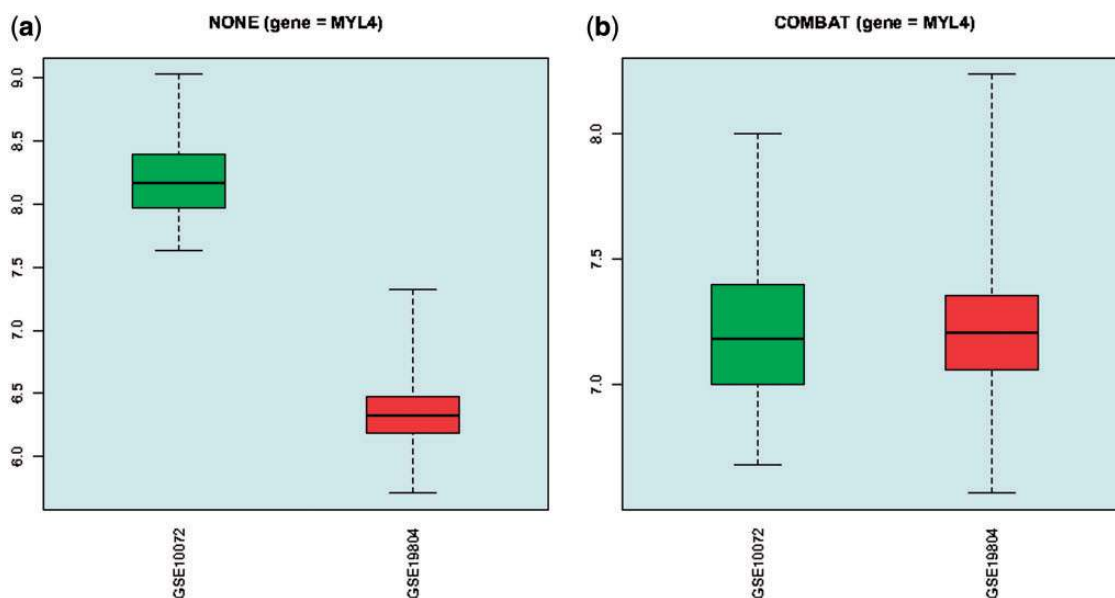 (a) NONE (gene = MYL4)
9.0
8.5
8.0
7.5
7.0
6.5
6.0
GSE10072
GSE19804
(b) COMBAT (gene = MYL4)
8.0
7.5
7.0
GSE10072
GSE19804